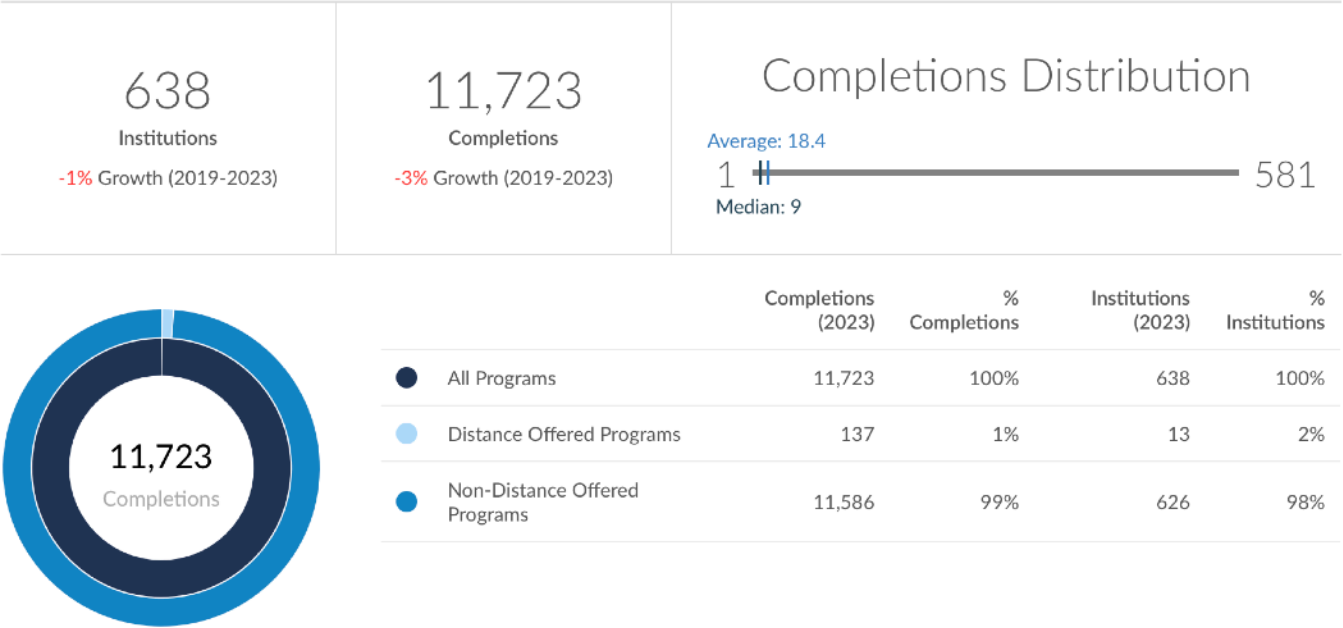 638
Institutions
-1% Growth (2019-2023)
11,723
Completions
-3% Growth (2019-2023)
Completions Distribution
Average: 18.4
1
581
Median: 9
11,723
Completions
Completions
(2023)
%
Completions
Institutions
(2023)
%
Institutions
All Programs 11,723 100% 638 100%
Distance Offered Programs 137 1% 13 2%
Non-Distance Offered
Programs
11,586 99% 626 98%